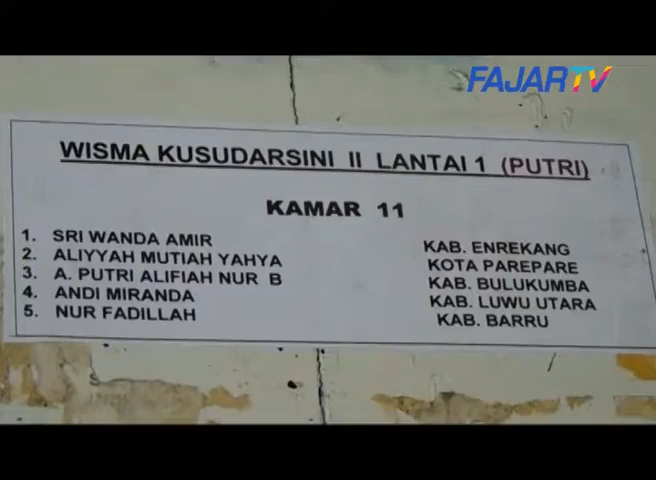 FAJAR TV
WISMA KUSUDARSINI II LANTAI 1 (PUTRI)
KAMAR 11
1. SRI WANDA AMIR KAB. ENREKANG
2. ALIYYAH MUTIAH YAHYA KOTA PAREPARE
3. A. PUTRI ALIFIAH NUR B KAB. BULUKUMBA
4. ANDI MIRANDA KAB. LUWU UTARA
5. NUR FADILLAH KAB. BARRU